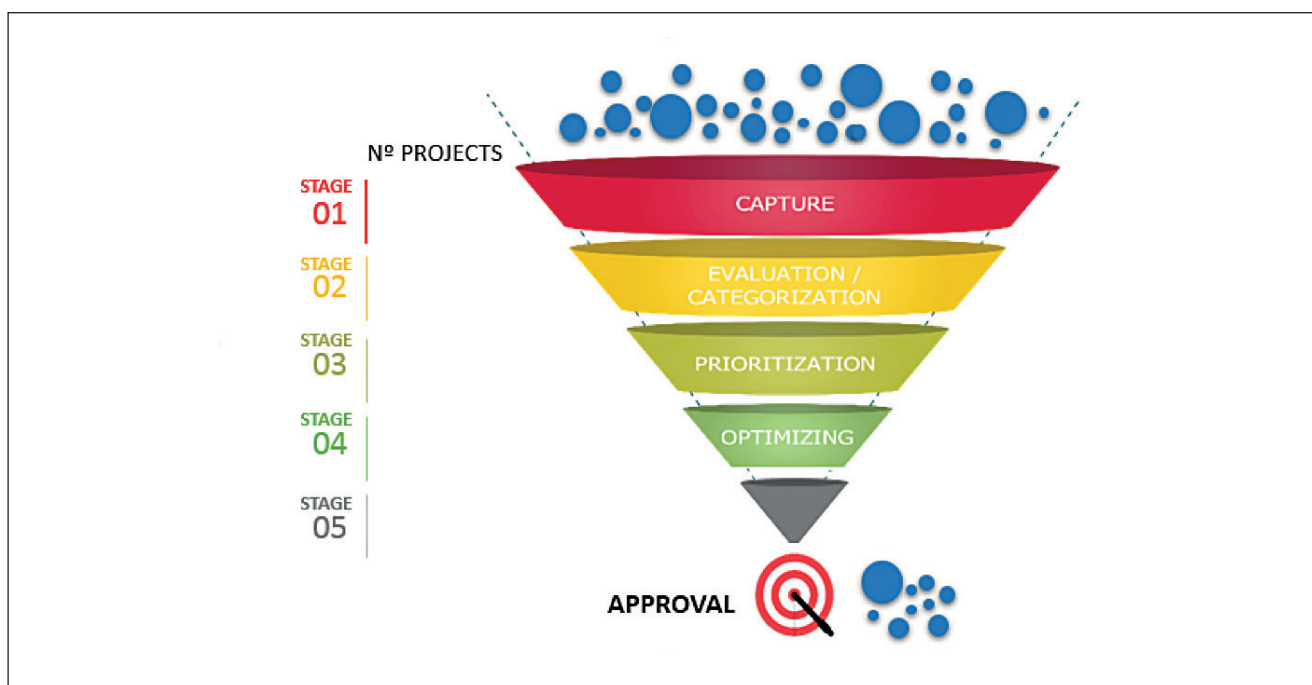 Nº PROJECTS
STAGE
01
CAPTURE
STAGE
02
EVALUATION /
CATEGORIZATION
STAGE
03
PRIORITIZATION
STAGE
04
OPTIMIZING
STAGE
05
APPROVAL